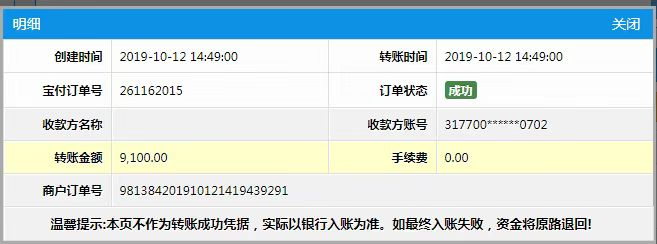 明细 关闭
创建时间 2019-10-12 14:49:00 转账时间 2019-10-12 14:49:00
宝付订单号 261162015 订单状态 成功
收款方名称 收款方账号 317700******0702
转账金额 9,100.00 手续费 0.00
商户订单号 981384201910121419439291
温馨提示:本页不作为转账成功凭据，实际以银行入账为准。如最终入账失败，资金将原路退回!